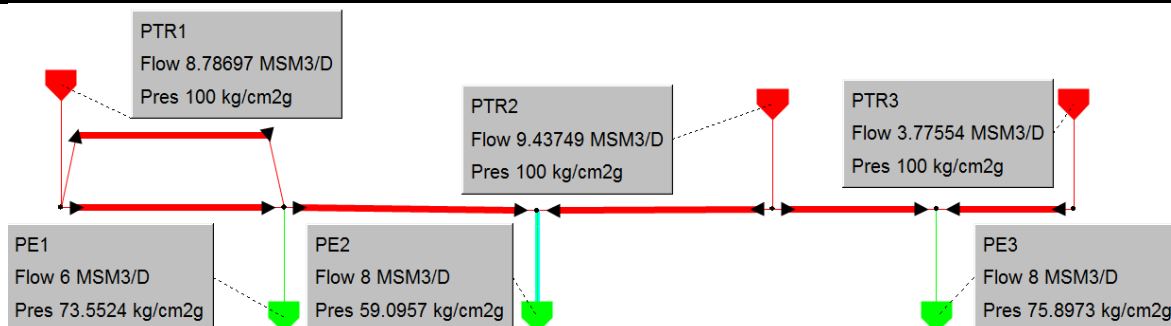 PTR1
Flow 8.78697 MSM3/D
Pres 100 kg/cm2g
PTR2
Flow 9.43749 MSM3/D
Pres 100 kg/cm2g
PTR3
Flow 3.77554 MSM3/D
Pres 100 kg/cm2g
PE1
Flow 6 MSM3/D
Pres 73.5524 kg/cm2g
PE2
Flow 8 MSM3/D
Pres 59.0957 kg/cm2g
PE3
Flow 8 MSM3/D
Pres 75.8973 kg/cm2g